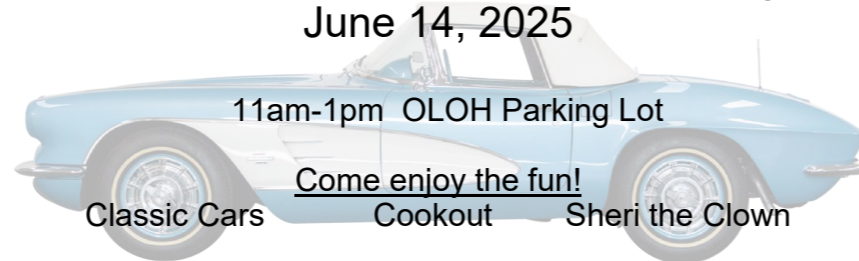 June 14, 2025
11am-1pm OLOH Parking Lot
Come enjoy the fun!
Classic Cars Cookout Sheri the Clown